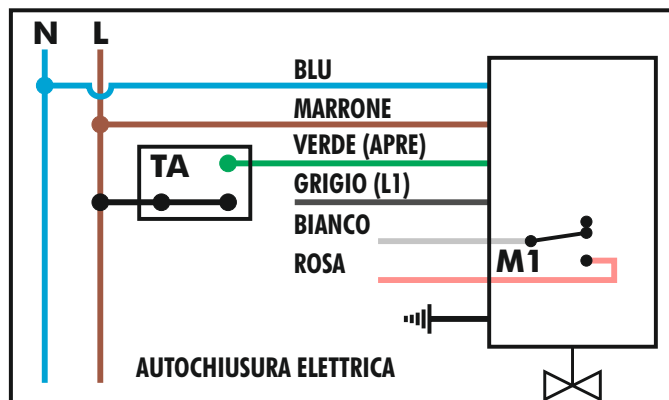 N L
BLU
MARRONE
VERDE (APRE)
TA
GRIGIO (L1)
BIANCO
ROSA
M1
AUTOCHIUSURA ELETTRICA